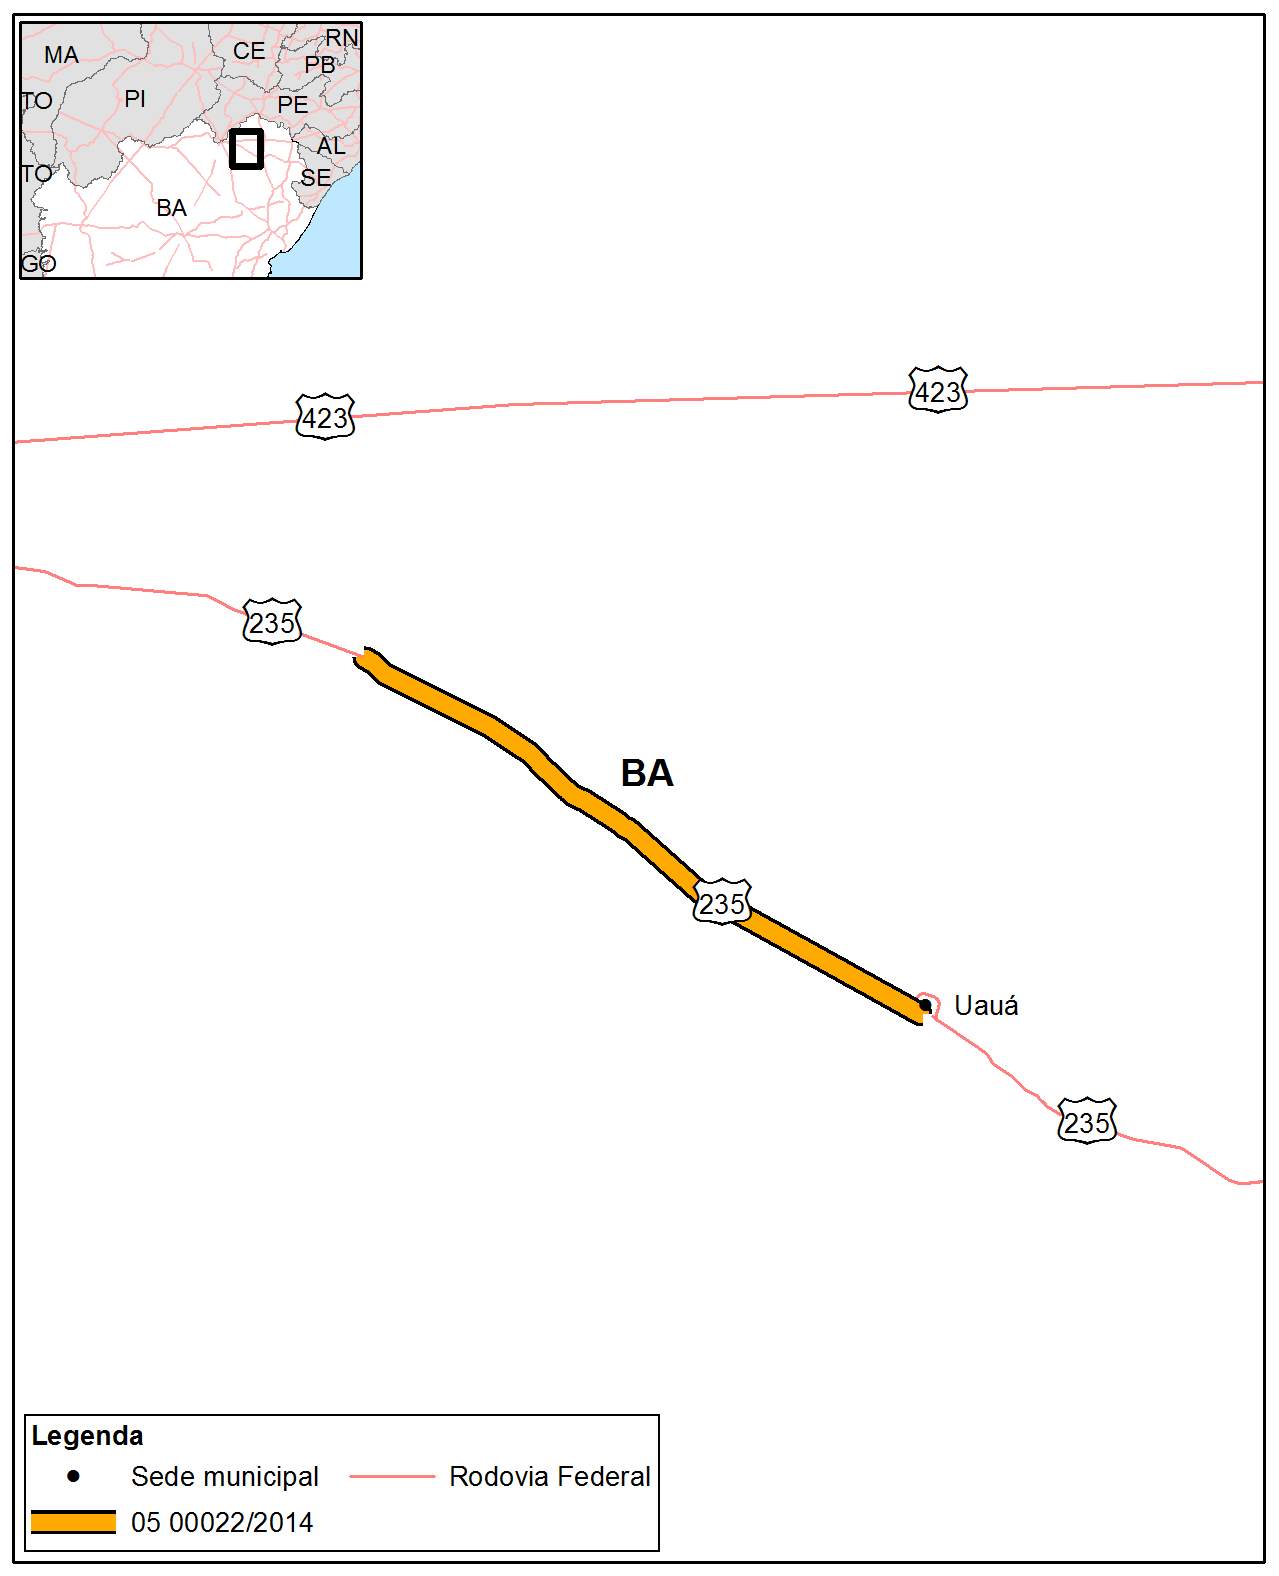 MA
CE
RN
PB
TO
PI
PE
AL
TO
SE
BA
GO
423
423
235
BA
235
Uauá
235
Legenda
Sede municipal
Rodovia Federal
05 00022/2014